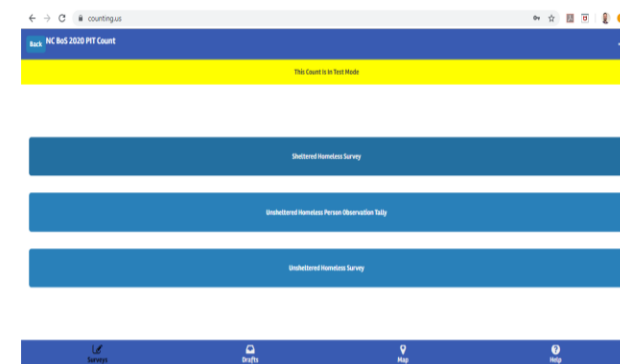 counting.us
Back NC BoS 2020 PIT Count
This Count Is In Test Mode
Sheltered Homeless Survey
Unsheltered Homeless Person Observation Tally
Unsheltered Homeless Survey
Surveys Drafts Map Help